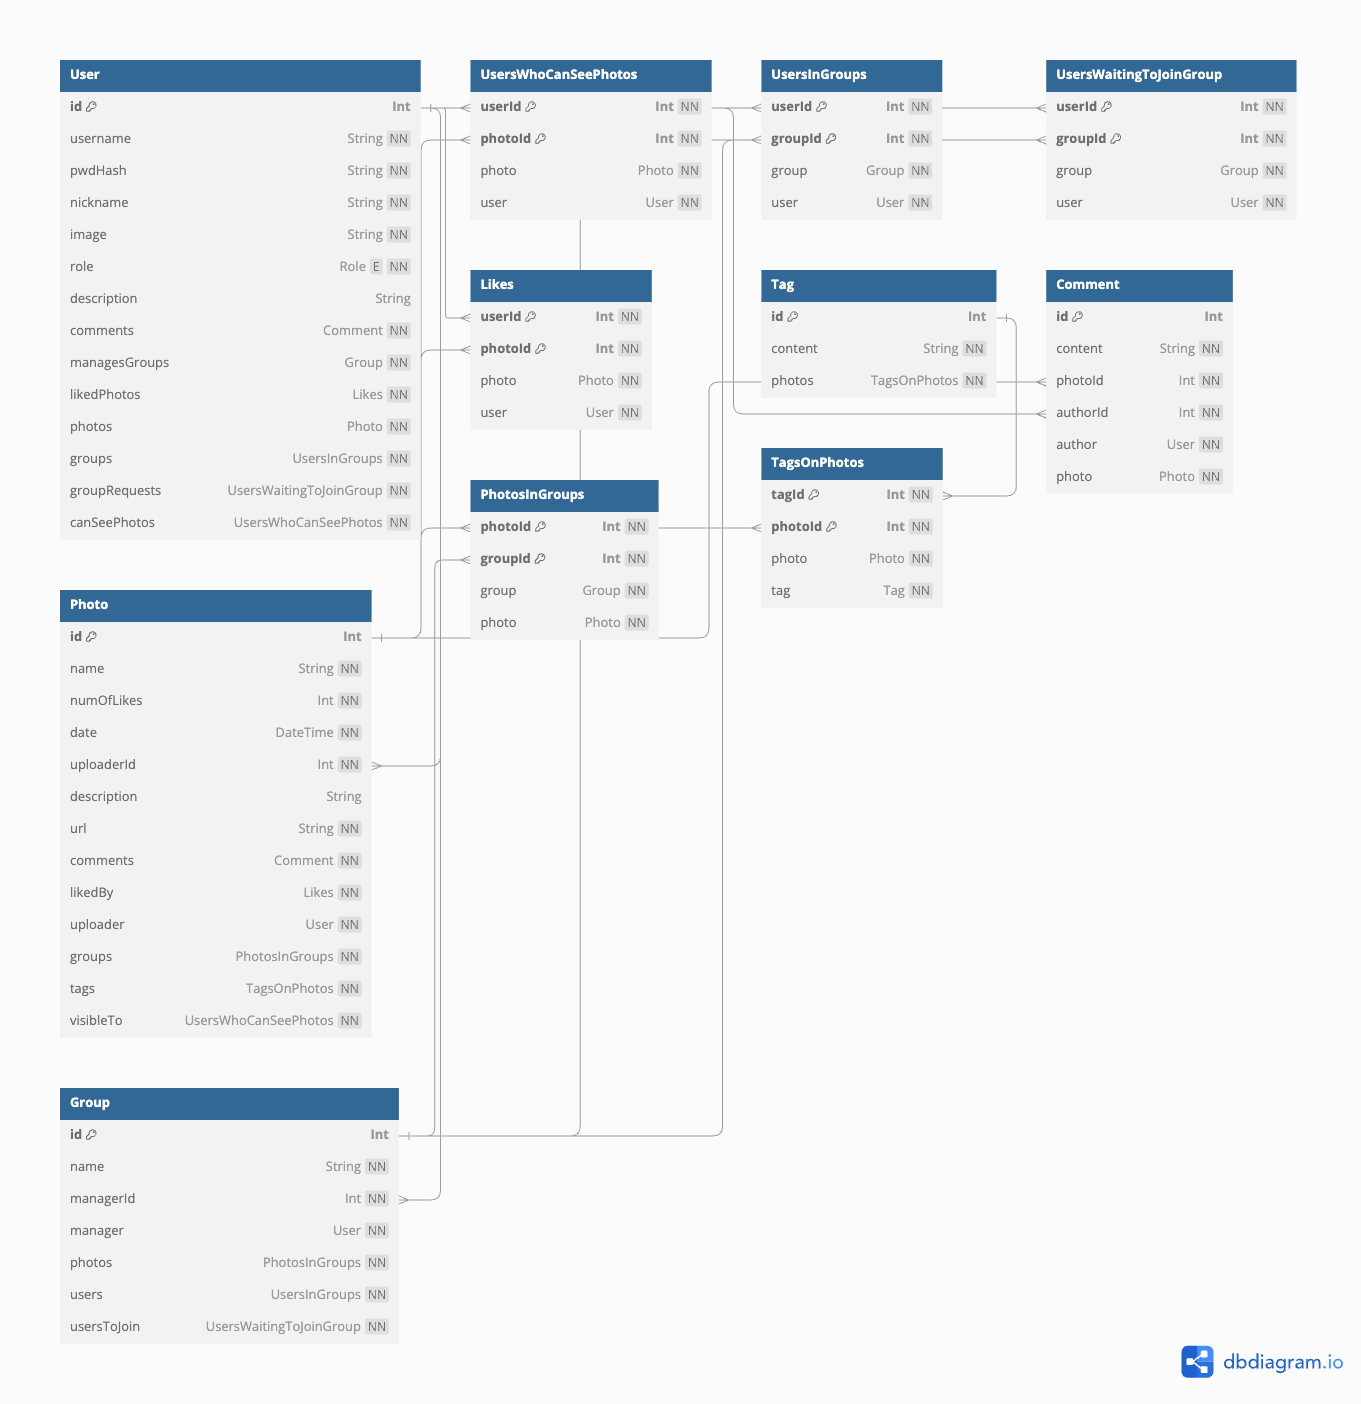 User
id Int
username String NN
pwdHash String NN
nickname String NN
image String NN
role Role E NN
description String
comments Comment NN
managesGroups Group NN
likedPhotos Likes NN
photos Photo NN
groups UsersInGroups NN
groupRequests UsersWaitingToJoinGroup NN
canSeePhotos UsersWhoCanSeePhotos NN
UsersWhoCanSeePhotos
userId Int NN
photoId Int NN
photo Photo NN
user User NN
UsersInGroups
userId Int NN
groupId Int NN
group Group NN
user User NN
UsersWaitingToJoinGroup
userId Int NN
groupId Int NN
group Group NN
user User NN
Likes
userId Int NN
photoId Int NN
photo Photo NN
user User NN
Tag
id Int
content String NN
photos TagsOnPhotos NN
Comment
id Int
content String NN
photoId Int NN
authorId Int NN
author User NN
photo Photo NN
PhotosInGroups
photoId Int NN
groupId Int NN
group Group NN
photo Photo NN
TagsOnPhotos
tagId Int NN
photoId Int NN
photo Photo NN
tag Tag NN
Photo
id Int
name String NN
numOfLikes Int NN
date DateTime NN
uploaderId Int NN
description String
url String NN
comments Comment NN
likedBy Likes NN
uploader User NN
groups PhotosInGroups NN
tags TagsOnPhotos NN
visibleTo UsersWhoCanSeePhotos NN
Group
id Int
name String NN
managerId Int NN
manager User NN
photos PhotosInGroups NN
users UsersInGroups NN
usersToJoin UsersWaitingToJoinGroup NN
dbdiagram.io